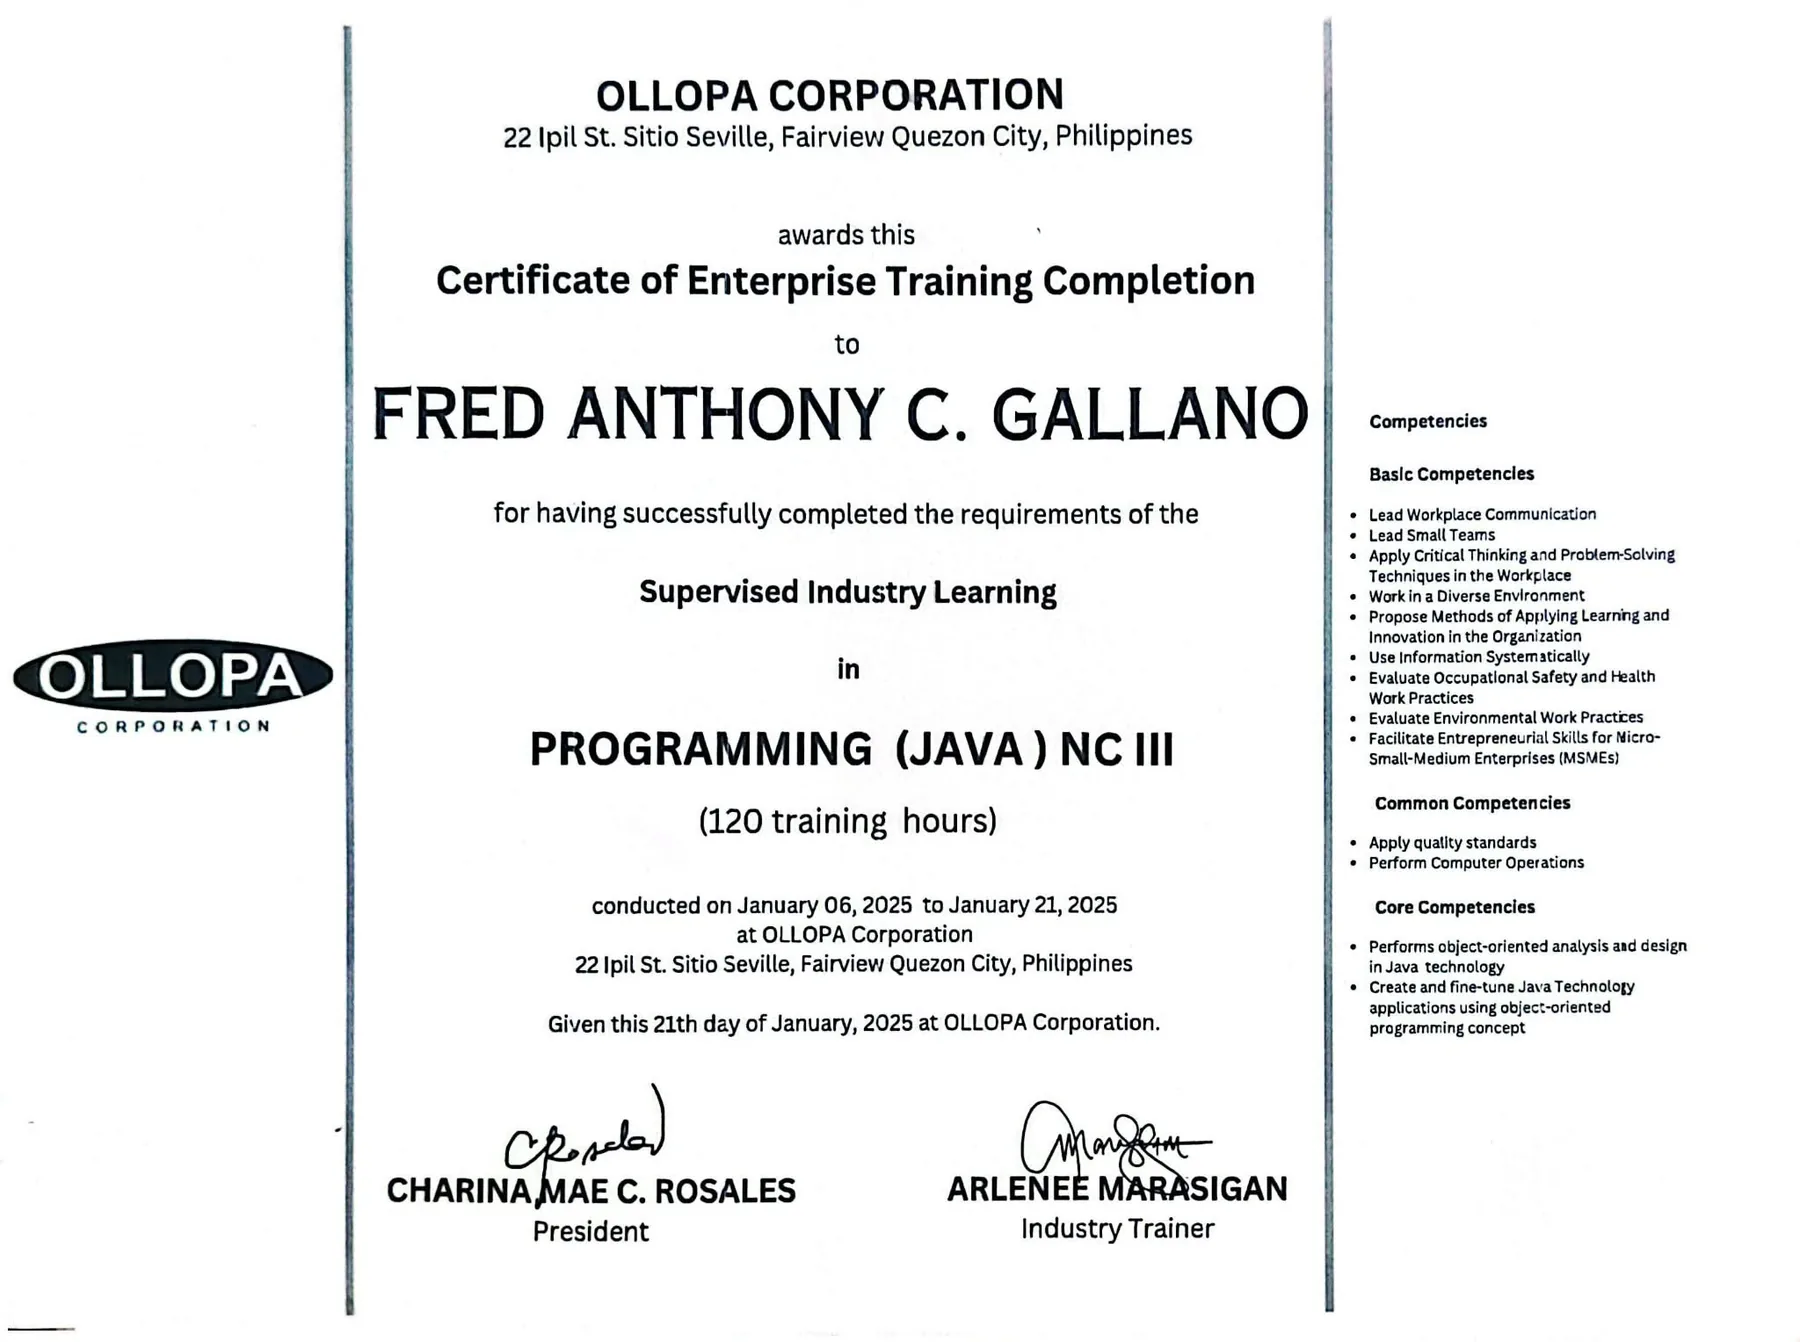 OLLOPA CORPORATION
22 Ipil St. Sitio Seville, Fairview Quezon City, Philippines
awards this
Certificate of Enterprise Training Completion
to
FRED ANTHONY C. GALLANO
for having successfully completed the requirements of the
Supervised Industry Learning
in
PROGRAMMING (JAVA ) NC III
(120 training hours)
conducted on January 06, 2025 to January 21, 2025
at OLLOPA Corporation
22 Ipil St. Sitio Seville, Fairview Quezon City, Philippines
Given this 21th day of January, 2025 at OLLOPA Corporation.
CRosales
CHARINA MAE C. ROSALES
President
AMarasigan
ARLENEE MARASIGAN
Industry Trainer
OLLOPA
CORPORATION
Competencies
Basic Competencies
• Lead Workplace Communication
• Lead Small Teams
• Apply Critical Thinking and Problem-Solving
Techniques in the Workplace
• Work in a Diverse Environment
• Propose Methods of Applying Learning and
Innovation in the Organization
• Use Information Systematically
• Evaluate Occupational Safety and Health
Work Practices
• Evaluate Environmental Work Practices
• Facilitate Entrepreneurial Skills for Micro-
Small-Medium Enterprises (MSMEs)
Common Competencies
• Apply quality standards
• Perform Computer Operations
Core Competencies
• Performs object-oriented analysis and design
in Java technology
• Create and fine-tune Java Technology
applications using object-oriented
programming concept